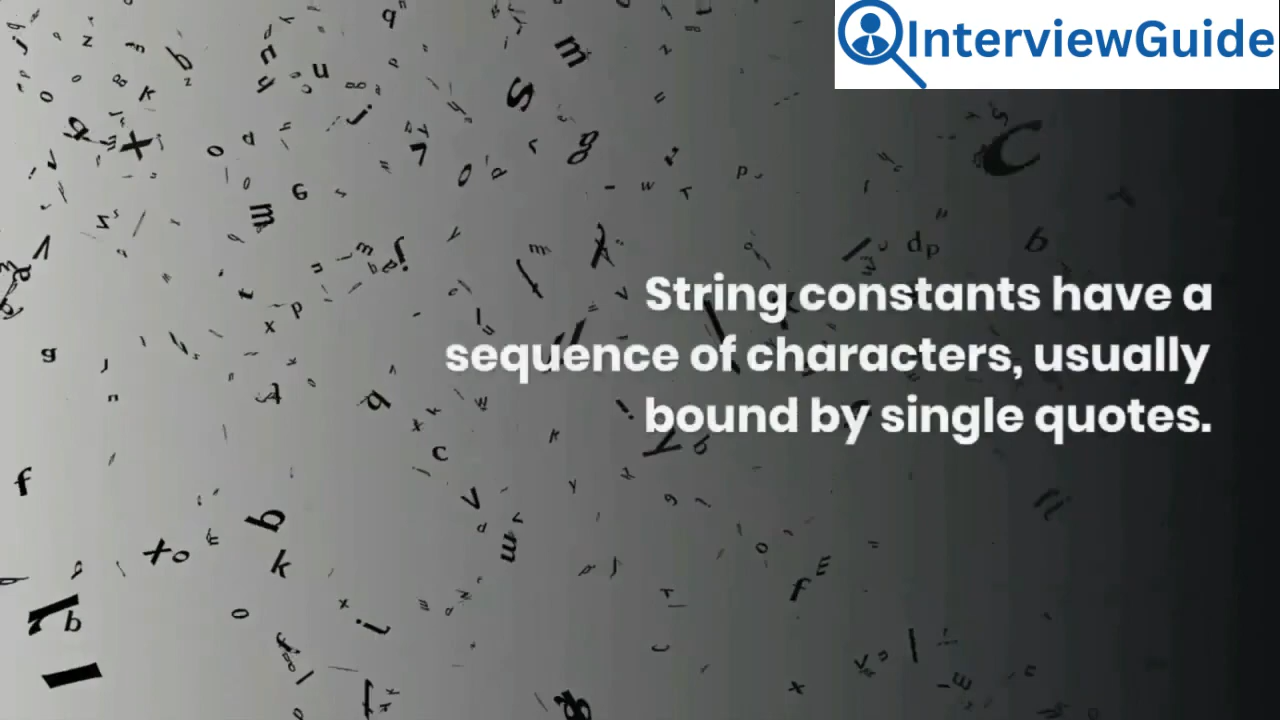 InterviewGuide
String constants have a
sequence of characters, usually
bound by single quotes.